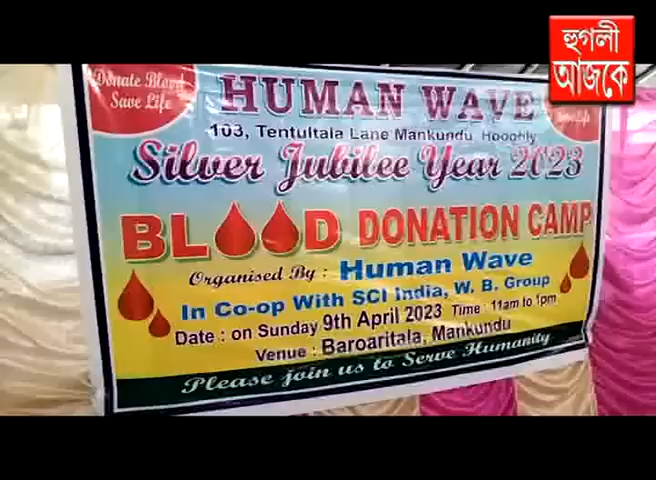 হুগলী
আজকে
Donate Blood
Save Life
HUMAN WAVE
103, Tentultala Lane Mankundu Hooghly
Silver Jubilee Year 2023
BLOOD DONATION CAMP
Organised By : Human Wave
In Co-op With SCI India, W. B. Group
Date : on Sunday 9th April 2023 Time : 11am to 1pm
Venue : Baroaritala, Mankundu
Please join us to Serve Humanity